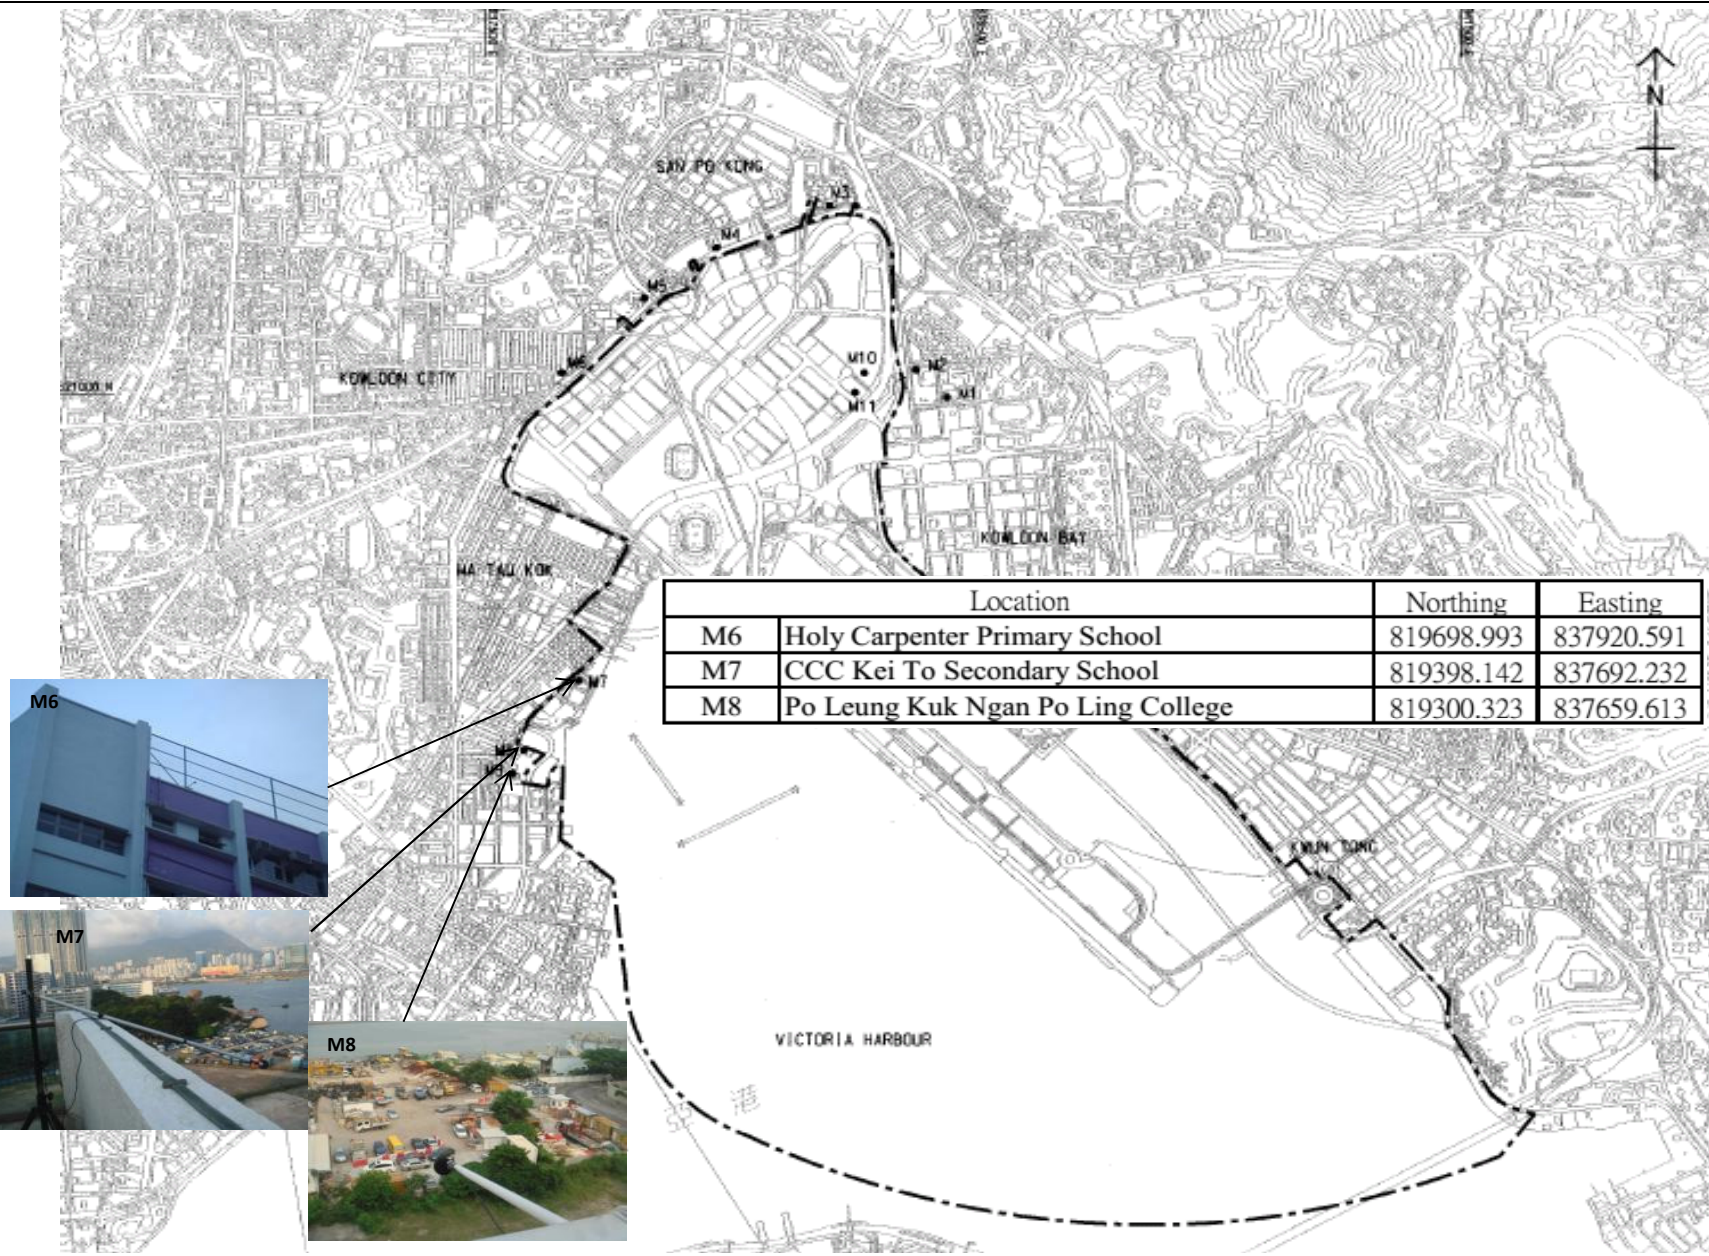 N
SAN PO KONG
M3
M4
M5
M6
KOWLOON CITY
M10
M11
M2
M1
KOWLOON BAY
MA TAU KOK
Location Northing Easting
M6 Holy Carpenter Primary School 819698.993 837920.591
M7 CCC Kei To Secondary School 819398.142 837692.232
M8 Po Leung Kuk Ngan Po Ling College 819300.323 837659.613
M7
M6
M9
M7
M8
KWUN TONG
VICTORIA HARBOUR
港